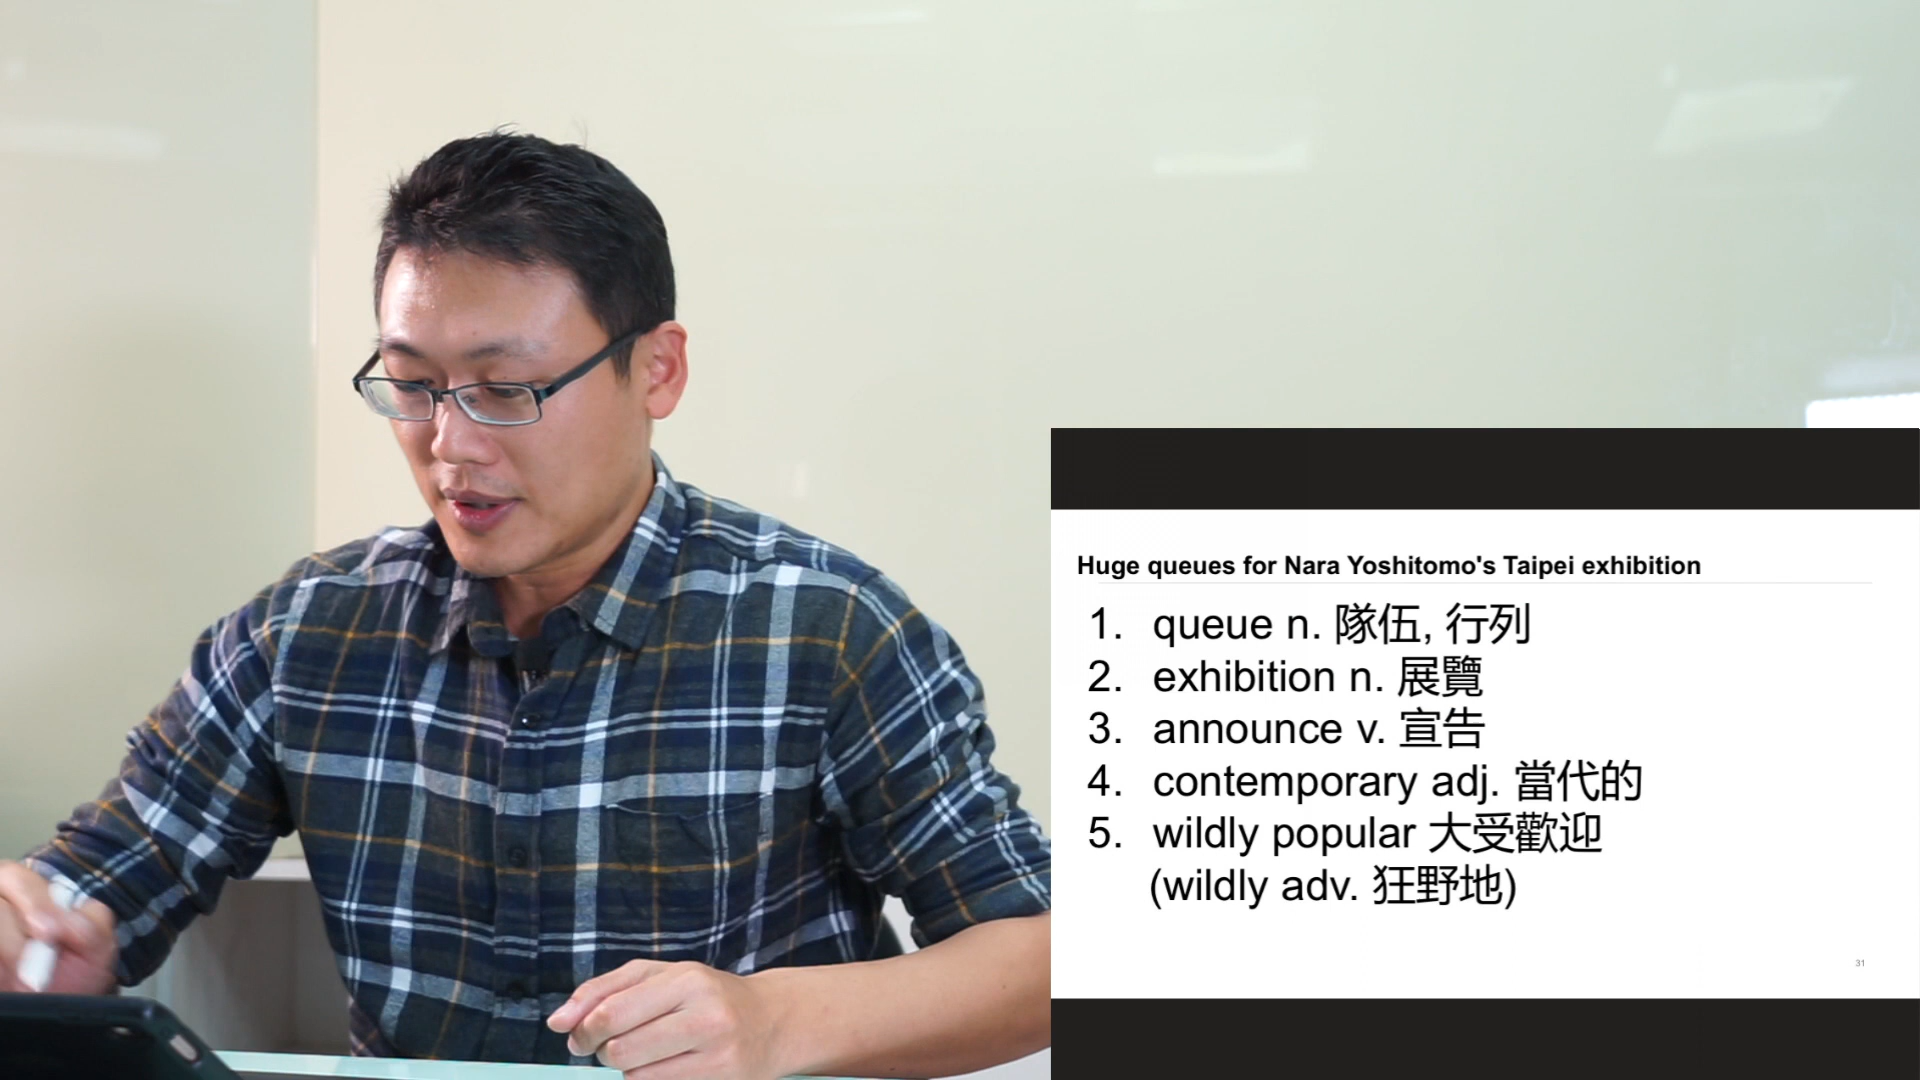 Huge queues for Nara Yoshitomo's Taipei exhibition
1. queue n. 隊伍, 行列
2. exhibition n. 展覽
3. announce v. 宣告
4. contemporary adj. 當代的
5. wildly popular 大受歡迎
(wildly adv. 狂野地)
31